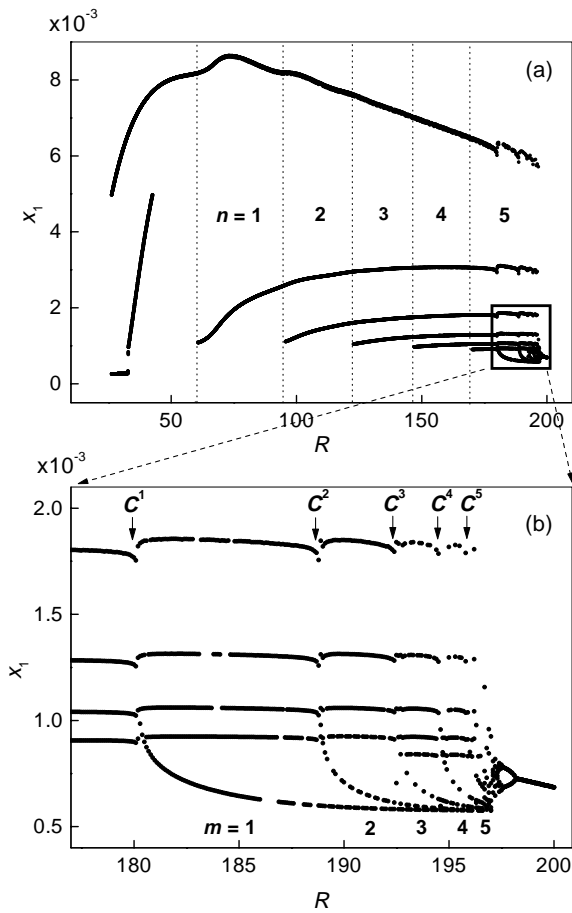 x10⁻³
(a)
8
6
4
2
0
x₁
n = 1 2 3 4 5
50 100 150 200
R
x10⁻³
C¹ C² C³ C⁴ C⁵
(b)
2.0
1.5
1.0
0.5
x₁
m = 1 2 3 4 5
180 185 190 195 200
R